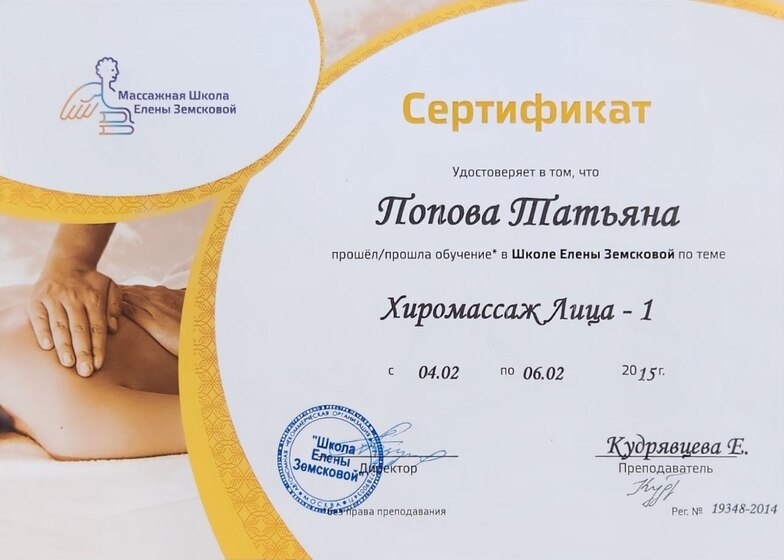 Массажная Школа
Елены Земсковой
Сертификат
Удостоверяет в том, что
Попова Татьяна
прошёл/прошла обучение* в Школе Елены Земсковой по теме
Хиромассаж Лица - 1
с 04.02 по 06.02 2015г.
"Школа
Елены
Земсковой"
МОСКВА
Директор
Кудрявцева Е.
Преподаватель
*без права преподавания
Рег. № 19348-2014